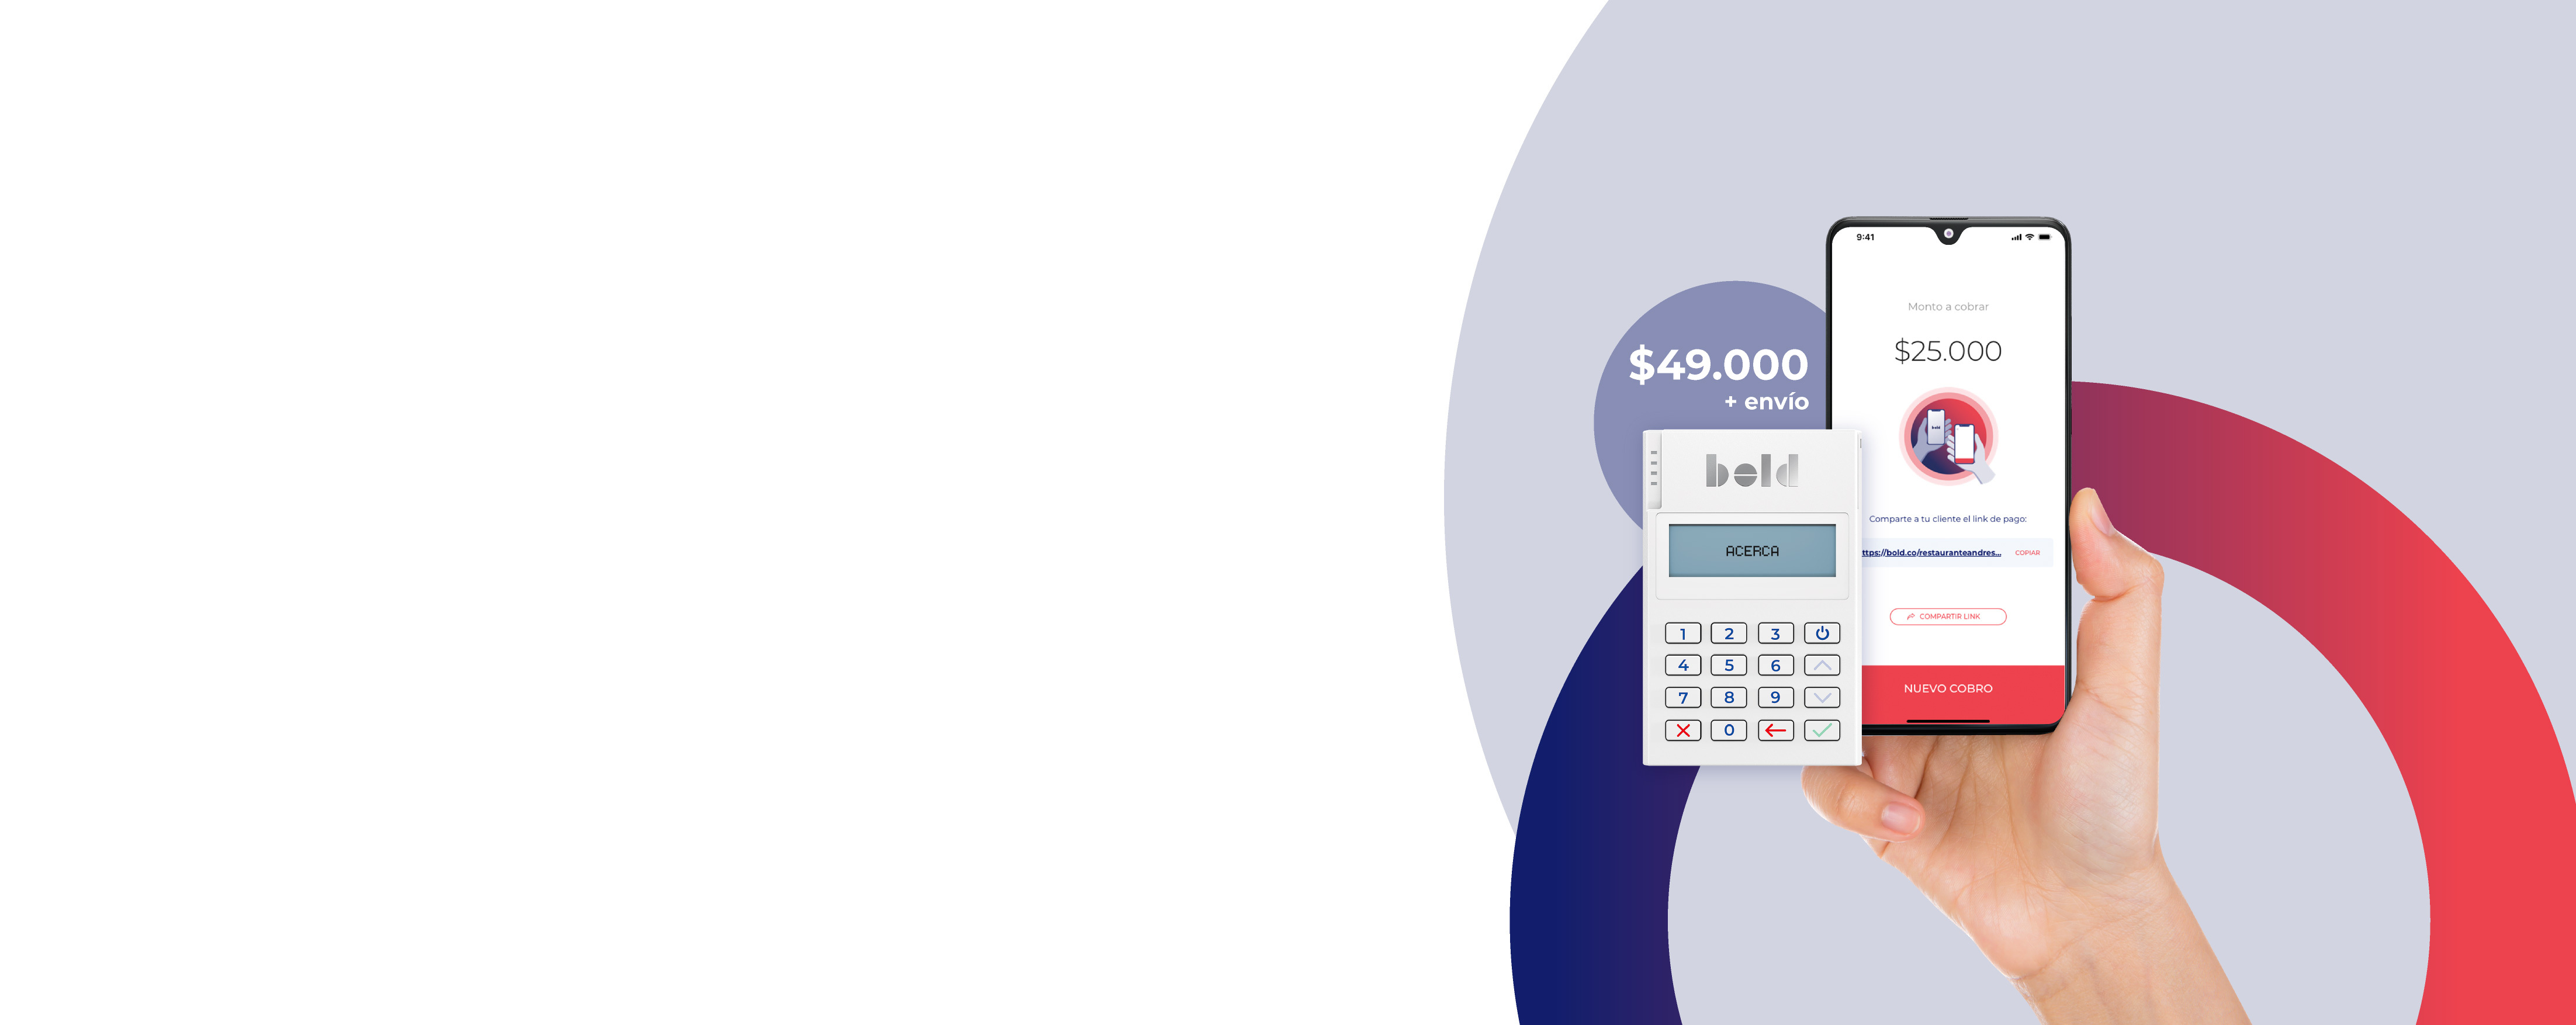 $49.000
+ envío
bold
ACERCA
1 2 3
4 5 6
7 8 9
0
9:41
Monto a cobrar
$25.000
bold
Comparte a tu cliente el link de pago:
ttps://bold.co/restauranteandres...
COPIAR
COMPARTIR LINK
NUEVO COBRO